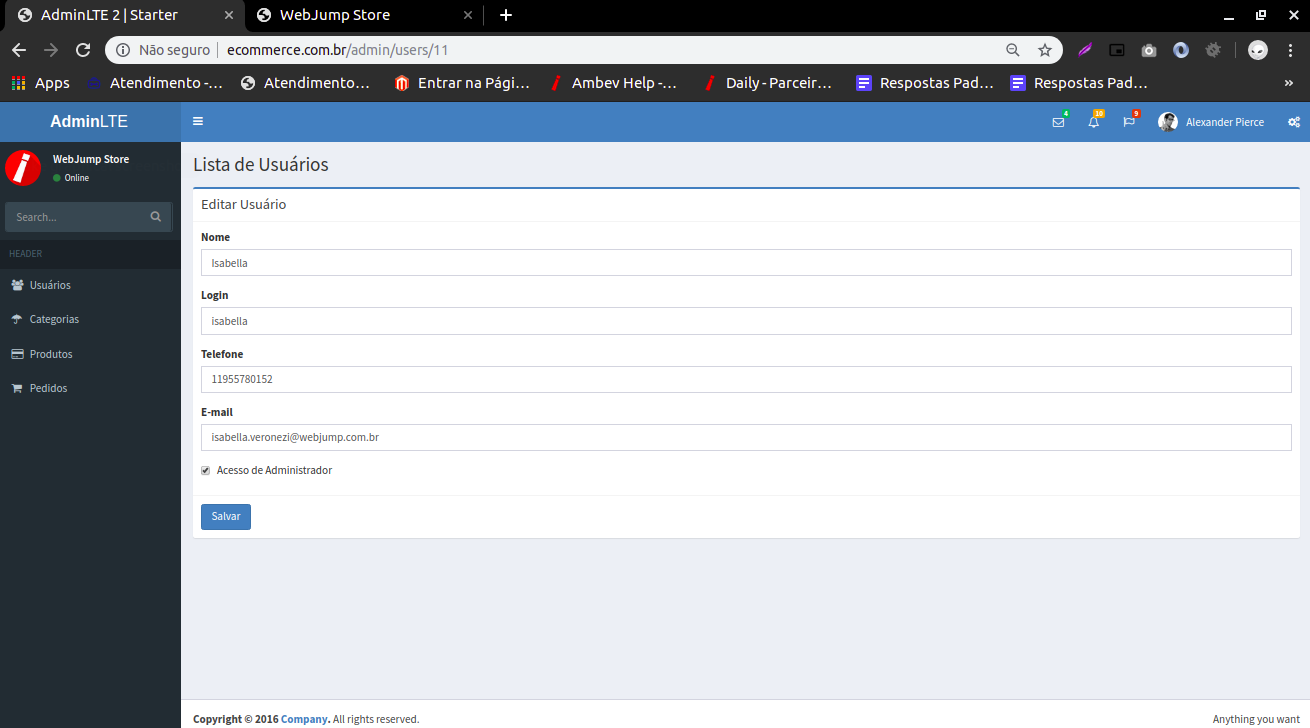 AdminLTE 2 | Starter
WebJump Store
Não seguro
ecommerce.com.br/admin/users/11
Apps
Atendimento -...
Atendimento...
Entrar na Pági...
Ambev Help -...
Daily - Parceir...
Respostas Pad...
Respostas Pad...
»
AdminLTE
4
10
9
Alexander Pierce
WebJump Store
Online
Search...
HEADER
Usuários
Categorias
Produtos
Pedidos
Lista de Usuários
Editar Usuário
Nome
Isabella
Login
isabella
Telefone
11955780152
E-mail
isabella.veronezi@webjump.com.br
Acesso de Administrador
Salvar
Copyright © 2016 Company. All rights reserved.
Anything you want